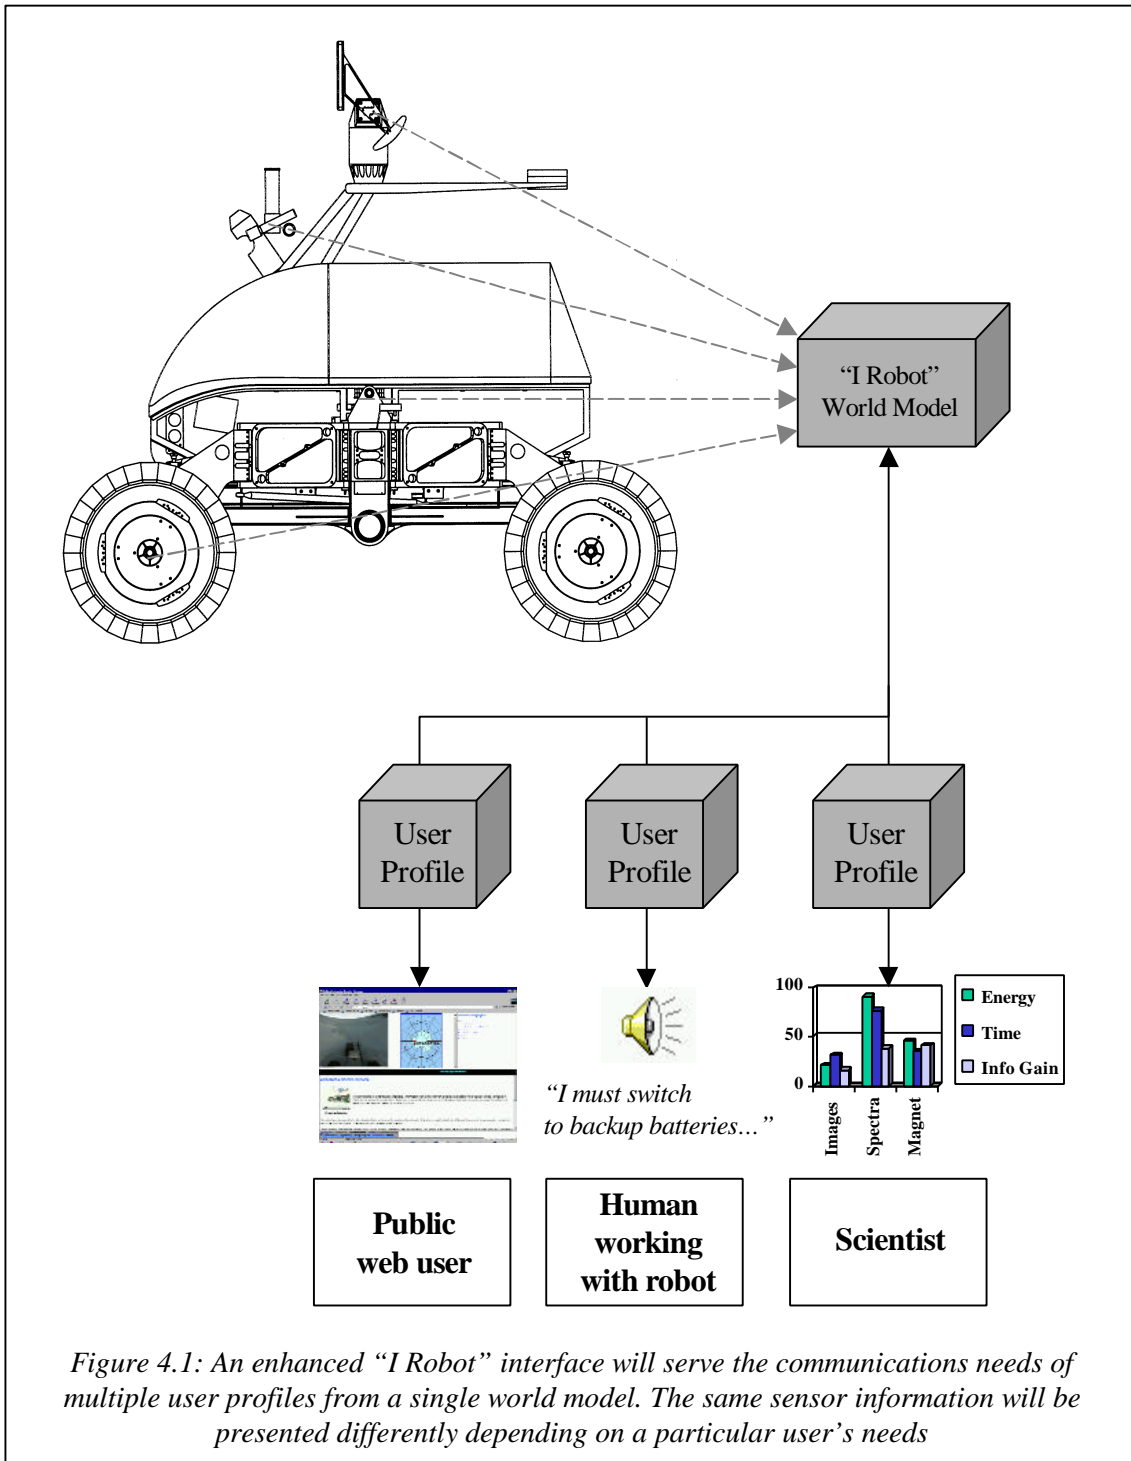 “I Robot”
World Model
User
Profile
User
Profile
User
Profile
“I must switch
to backup batteries…”
100
50
0
Images
Spectra
Magnet
Energy
Time
Info Gain
Public
web user
Human
working
with robot
Scientist
Figure 4.1: An enhanced “I Robot” interface will serve the communications needs of
multiple user profiles from a single world model. The same sensor information will be
presented differently depending on a particular user’s needs